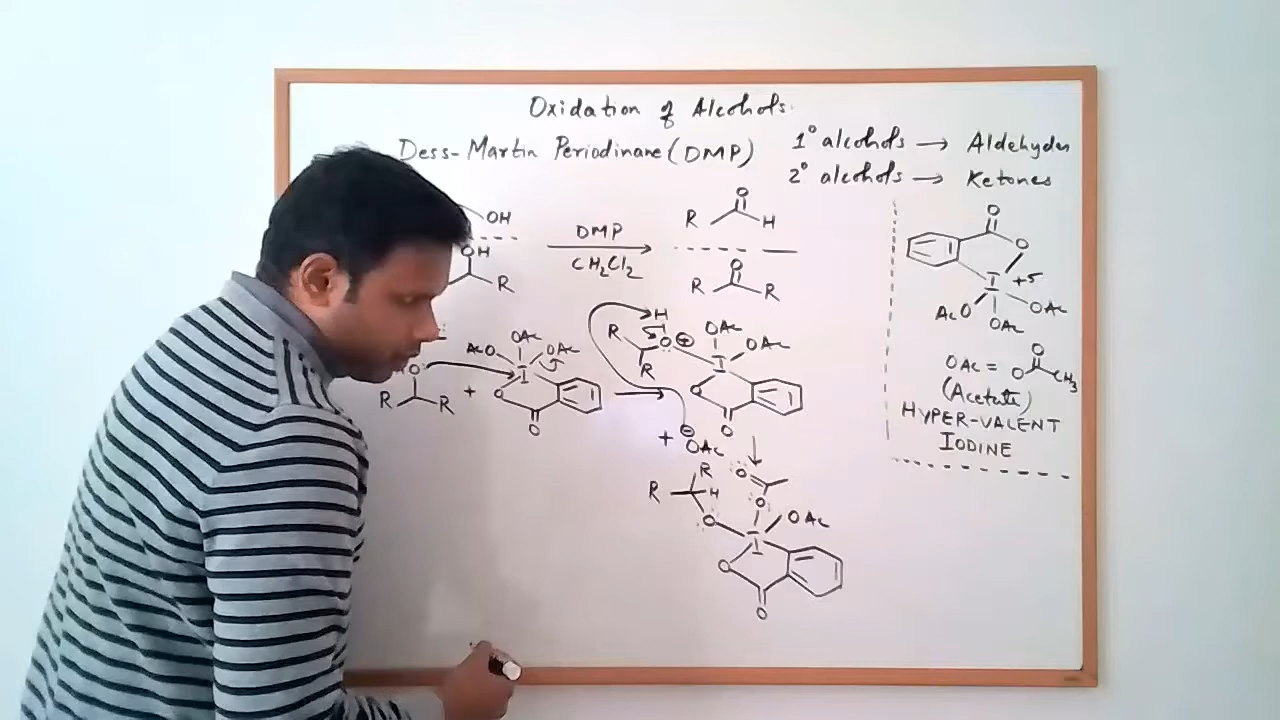 Oxidation of Alcohols.
Dess-Martin Periodinane (DMP)
1° alcohols → Aldehydes
2° alcohols → Ketones
OH
OH
R
DMP
CH2Cl2
R O H
R O R
O
O
I +5
AcO OAc
OAc
OAc = O O CH3
(Acetate)
HYPER-VALENT
IODINE
O
R R
+
AcO OAc OAc
I
O
O
H
R O ⊕
R
OAc OAc
I
O
O
+ ⊖
OAc
→
R R H
O
O
O
OAc
I
O
O